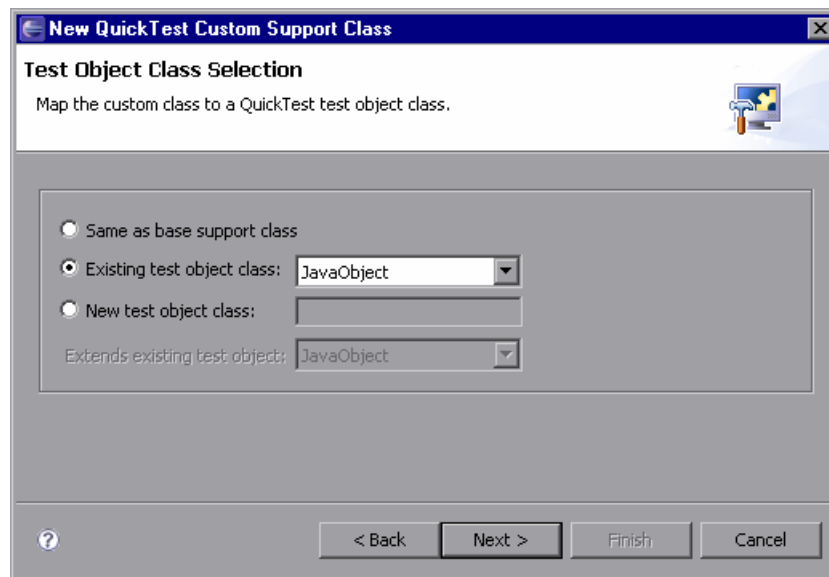 New QuickTest Custom Support Class
Test Object Class Selection
Map the custom class to a QuickTest test object class.
Same as base support class
Existing test object class: JavaObject
New test object class:
Extends existing test object: JavaObject
? < Back Next > Finish Cancel